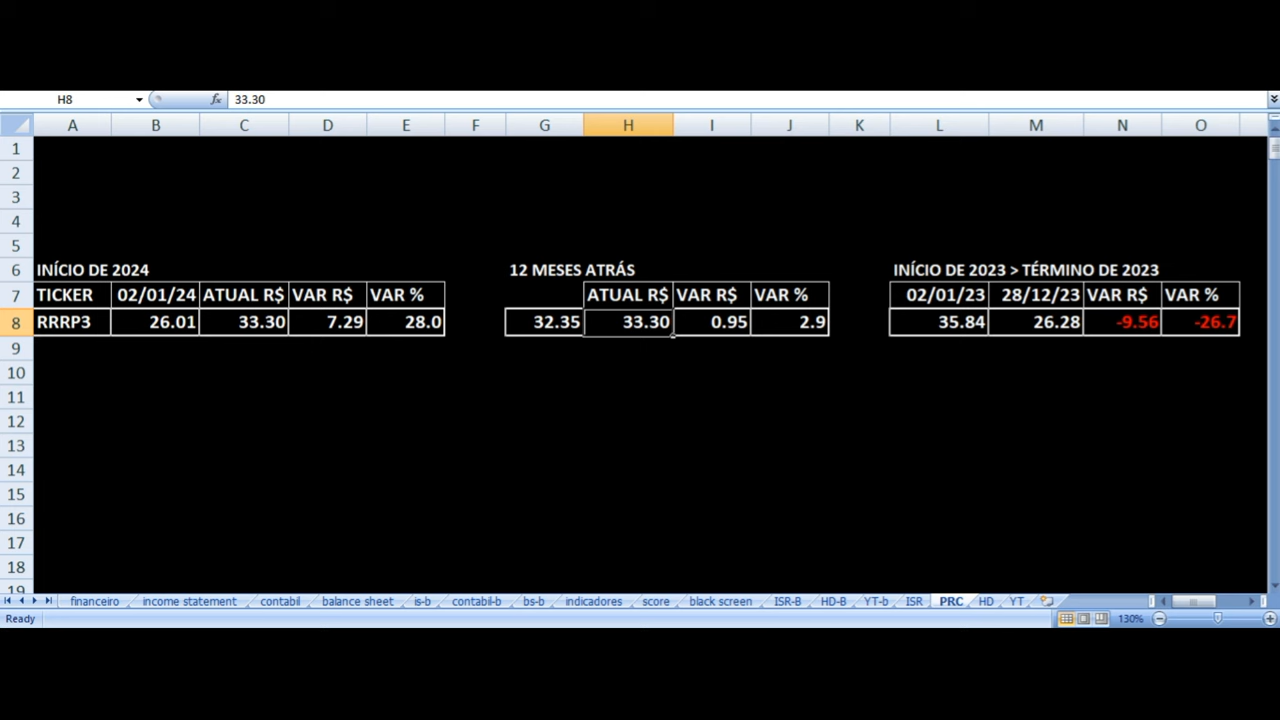 H8 fx 33.30
A B C D E F G H I J K L M N O
1
2
3
4
5
6 INÍCIO DE 2024 12 MESES ATRÁS INÍCIO DE 2023 > TÉRMINO DE 2023
7 TICKER 02/01/24 ATUAL R$ VAR R$ VAR % ATUAL R$ VAR R$ VAR % 02/01/23 28/12/23 VAR R$ VAR %
8 RRRP3 26.01 33.30 7.29 28.0 32.35 33.30 0.95 2.9 35.84 26.28 -9.56 -26.7
9
10
11
12
13
14
15
16
17
18
19
financeiro income statement contabil balance sheet is-b contabil-b bs-b indicadores score black screen ISR-B HD-B YT-b ISR PRC HD YT
Ready 130%